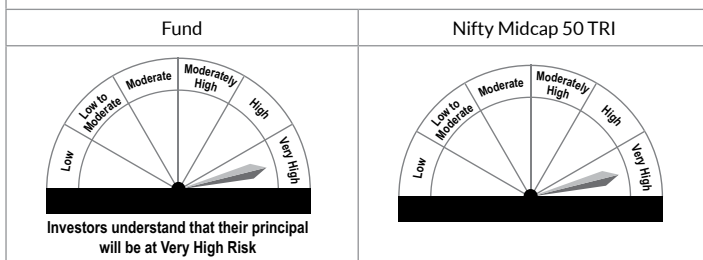 Fund
Nifty Midcap 50 TRI
Low
Low to
Moderate
Moderate
Moderately
High
High
Very High
Investors understand that their principal
will be at Very High Risk
Low
Low to
Moderate
Moderate
Moderately
High
High
Very High